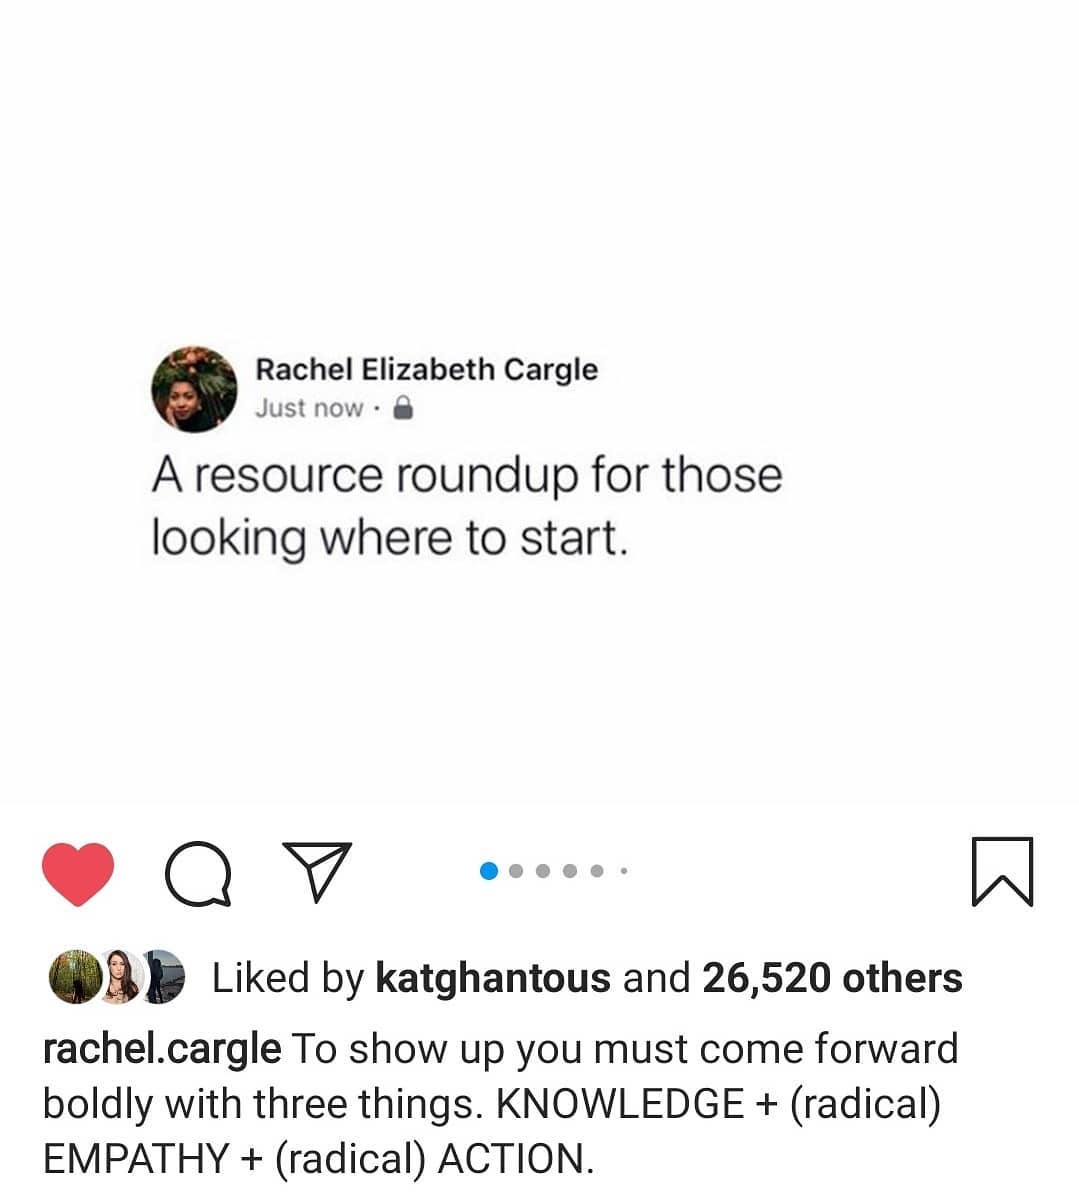 Rachel Elizabeth Cargle
Just now ·
A resource roundup for those
looking where to start.
Liked by katghantous and 26,520 others
rachel.cargle To show up you must come forward
boldly with three things. KNOWLEDGE + (radical)
EMPATHY + (radical) ACTION.